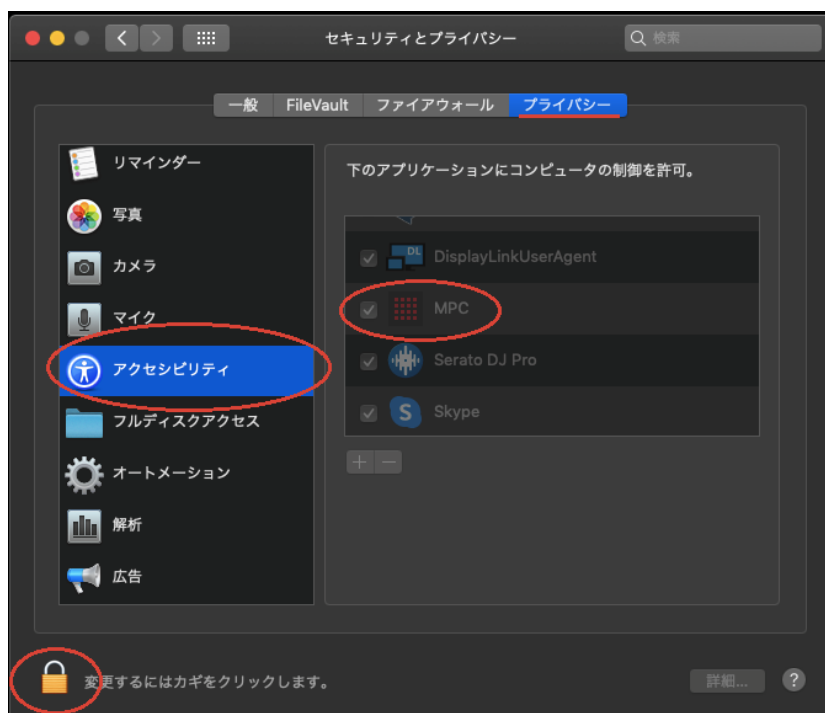 セキュリティとプライバシー
検索
一般 FileVault ファイアウォール プライバシー
リマインダー
写真
カメラ
マイク
アクセシビリティ
フルディスクアクセス
オートメーション
解析
広告
下のアプリケーションにコンピュータの制御を許可。
DL
DisplayLinkUserAgent
MPC
Serato DJ Pro
S
Skype
変更するにはカギをクリックします。
詳細...
?